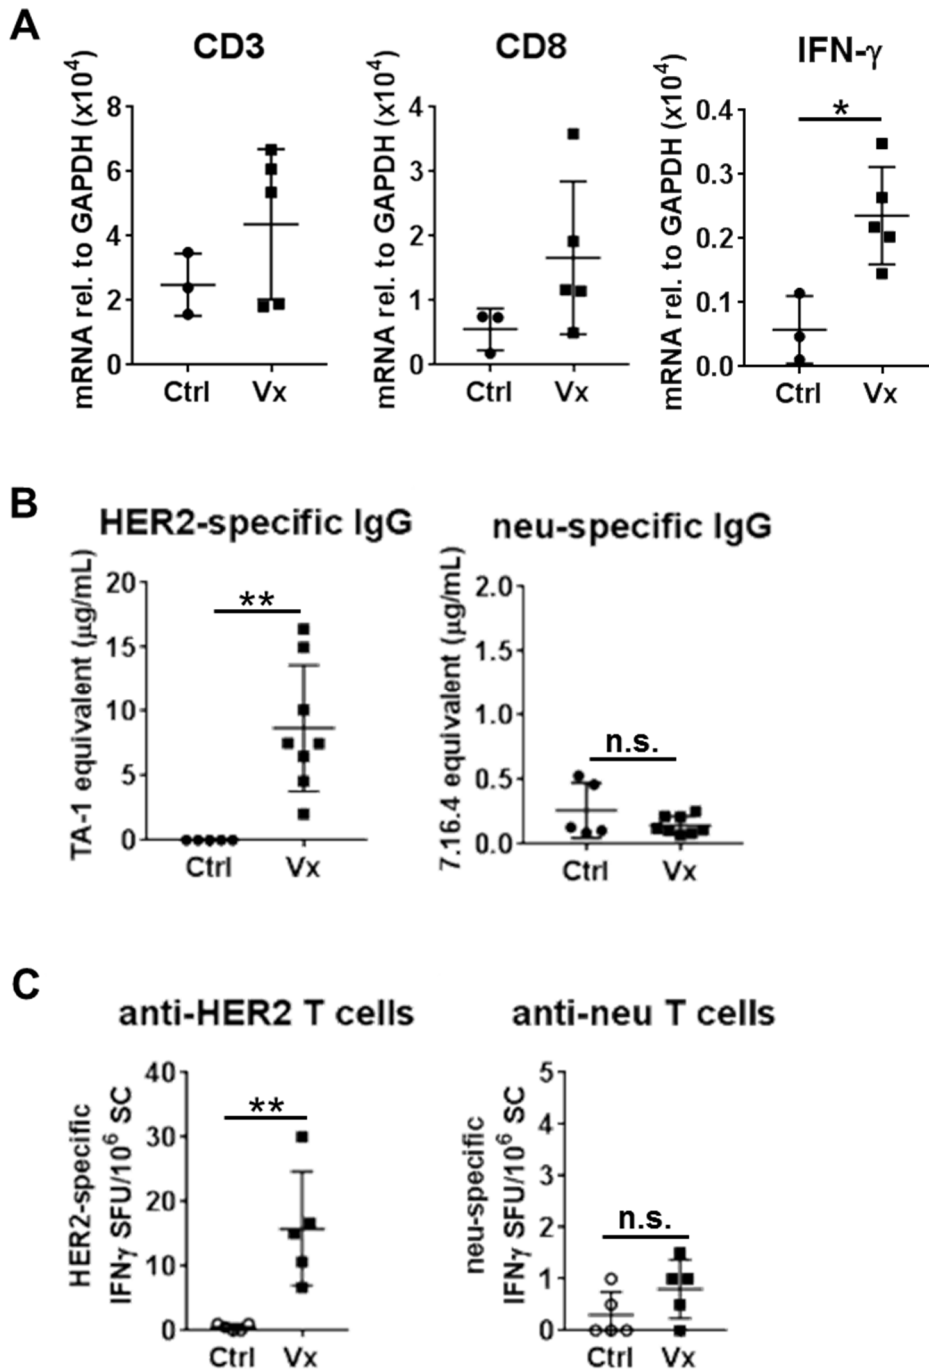 A
CD3
CD8
IFN-γ
mRNA rel. to GAPDH (x10⁴)
8
6
4
2
0
Ctrl
Vx
mRNA rel. to GAPDH (x10⁴)
4
3
2
1
0
Ctrl
Vx
mRNA rel. to GAPDH (x10⁴)
0.4
0.3
0.2
0.1
0.0
*
Ctrl
Vx
B
HER2-specific IgG
neu-specific IgG
TA-1 equivalent (μg/mL)
20
15
10
5
0
**
Ctrl
Vx
7.16.4 equivalent (μg/mL)
2.0
1.5
1.0
0.5
0.0
n.s.
Ctrl
Vx
C
anti-HER2 T cells
anti-neu T cells
HER2-specific
IFNγ SFU/10⁶ SC
40
30
20
10
0
**
Ctrl
Vx
neu-specific
IFNγ SFU/10⁶ SC
5
4
3
2
1
0
n.s.
Ctrl
Vx